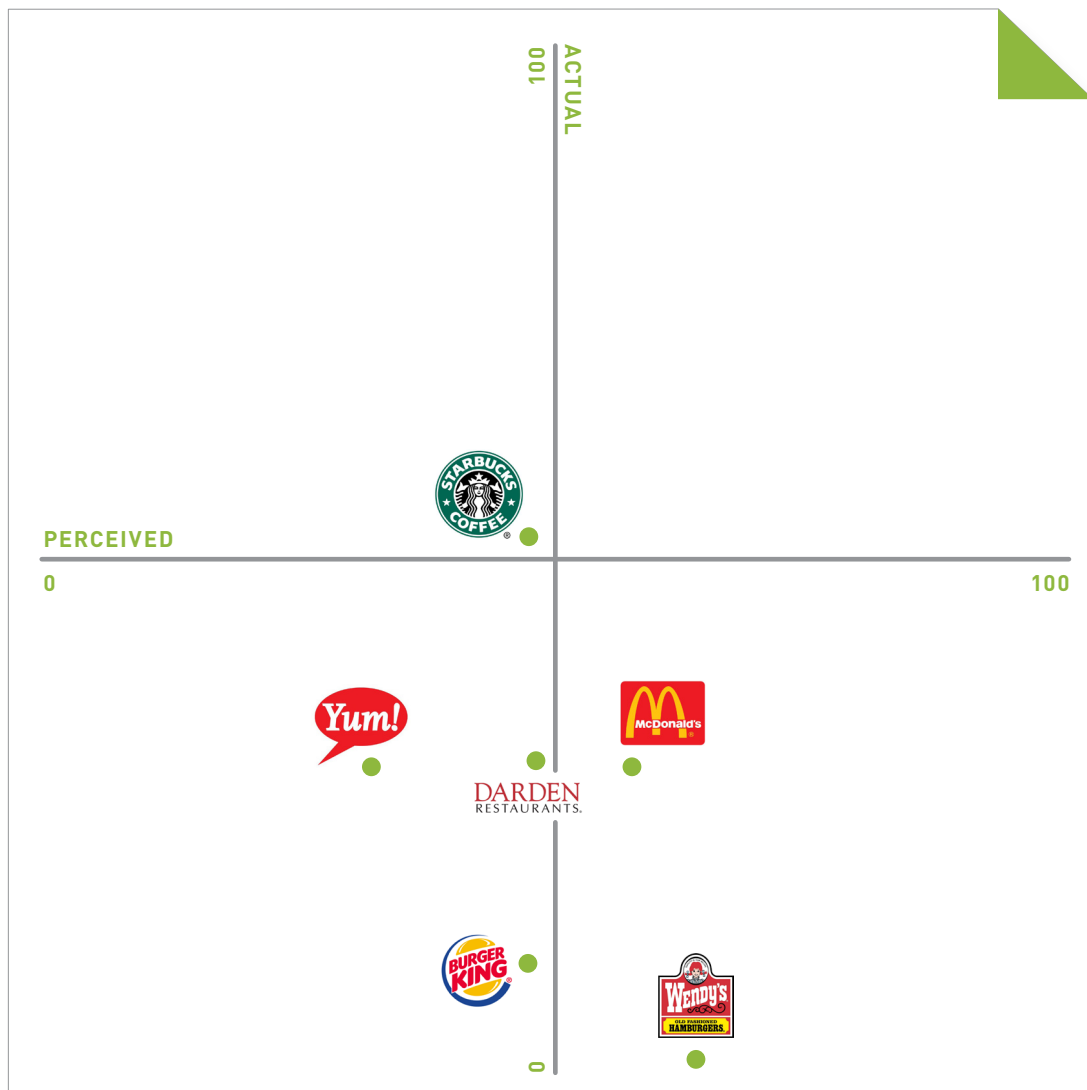 100
ACTUAL
STARBUCKS
COFFEE
®
PERCEIVED
0
100
Yum!
McDonald's
®
DARDEN
RESTAURANTS.
BURGER
KING
®
WENDY'S
OLD FASHIONED
HAMBURGERS.
0